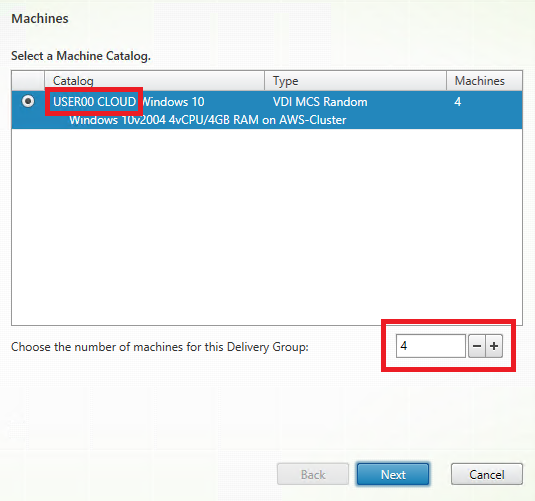 Machines
Select a Machine Catalog.
Catalog Type Machines
USER00 CLOUD Windows 10 VDI MCS Random 4
Windows 10v2004 4vCPU/4GB RAM on AWS-Cluster
Choose the number of machines for this Delivery Group: 4 − +
Back Next Cancel